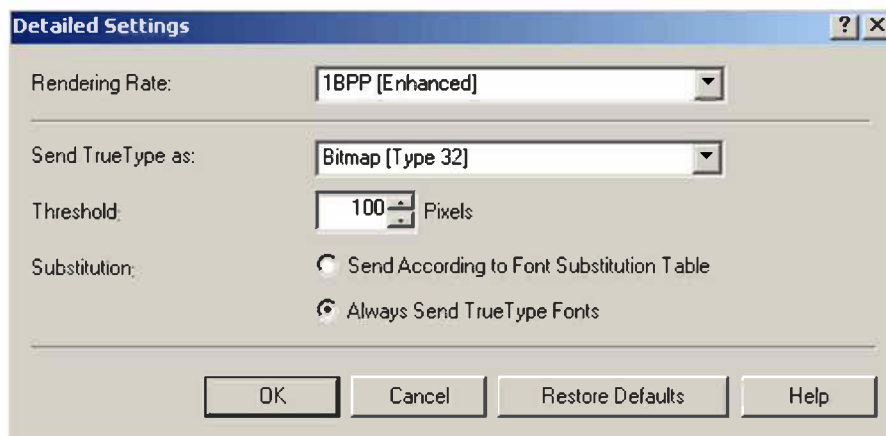 Detailed Settings
Rendering Rate: 1BPP [Enhanced]
Send TrueType as: Bitmap [Type 32]
Threshold: 100 Pixels
Substitution: Send According to Font Substitution Table
Always Send TrueType Fonts
OK Cancel Restore Defaults Help